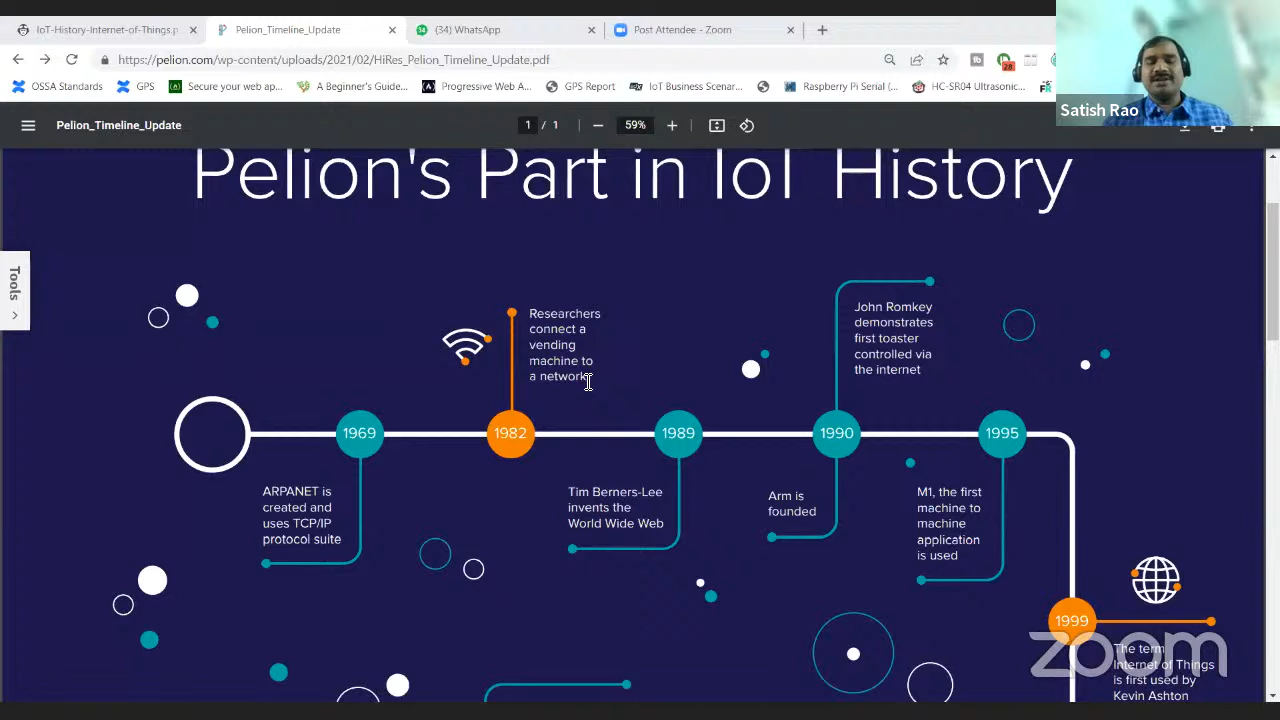 IoT-History-Internet-of-Things.p
Pelion_Timeline_Update
(34) WhatsApp
Post Attendee - Zoom
https://pelion.com/wp-content/uploads/2021/02/HiRes_Pelion_Timeline_Update.pdf
28
OSSA Standards
GPS
Secure your web ap...
A Beginner's Guide...
Progressive Web A...
GPS Report
IoT Business Scenar...
Raspberry Pi Serial (...
HC-SR04 Ultrasonic...
Satish Rao
Pelion_Timeline_Update
1 / 1
59%
Tools
Pelion's Part in IoT History
Researchers
connect a
vending
machine to
a network
John Romkey
demonstrates
first toaster
controlled via
the internet
1969
1982
1989
1990
1995
ARPANET is
created and
uses TCP/IP
protocol suite
Tim Berners-Lee
invents the
World Wide Web
Arm is
founded
M1, the first
machine to
machine
application
is used
1999
The term
Internet of Things
is first used by
Kevin Ashton
zoom